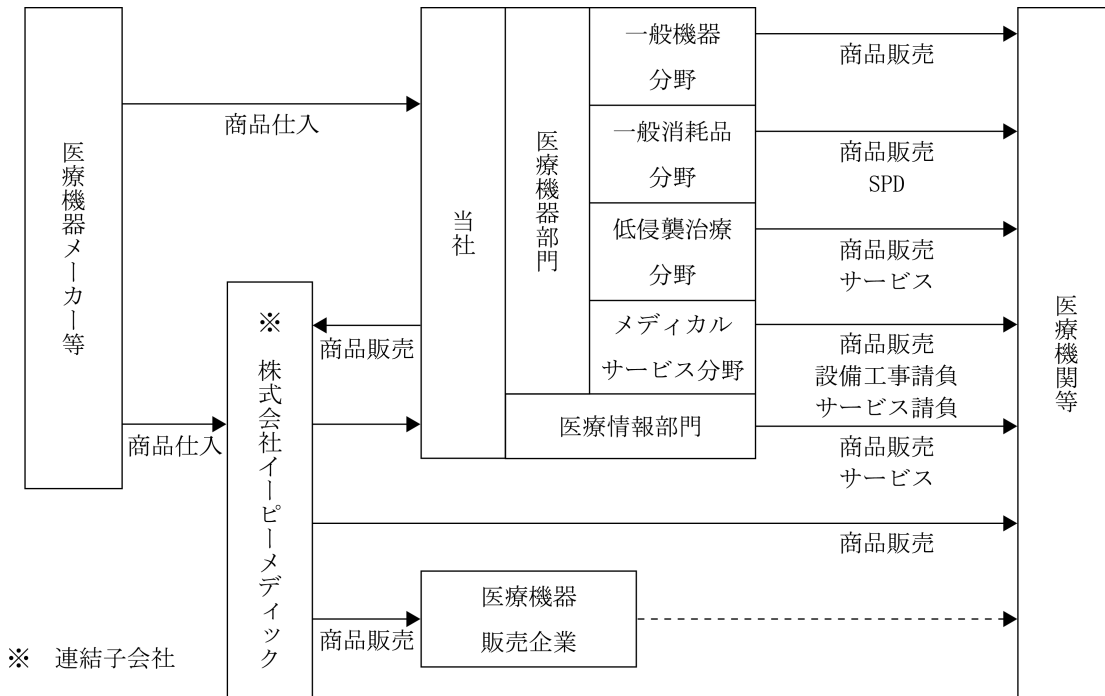 医療機器メーカー等
商品仕入
商品仕入
※　株式会社イーピーメディック
商品販売
商品販売
当社
医療機器部門
一般機器
分野
一般消耗品
分野
低侵襲治療
分野
メディカル
サービス分野
医療情報部門
医療機器
販売企業
商品販売
商品販売
SPD
商品販売
サービス
商品販売
設備工事請負
サービス請負
商品販売
サービス
商品販売
医療機関等
※　連結子会社